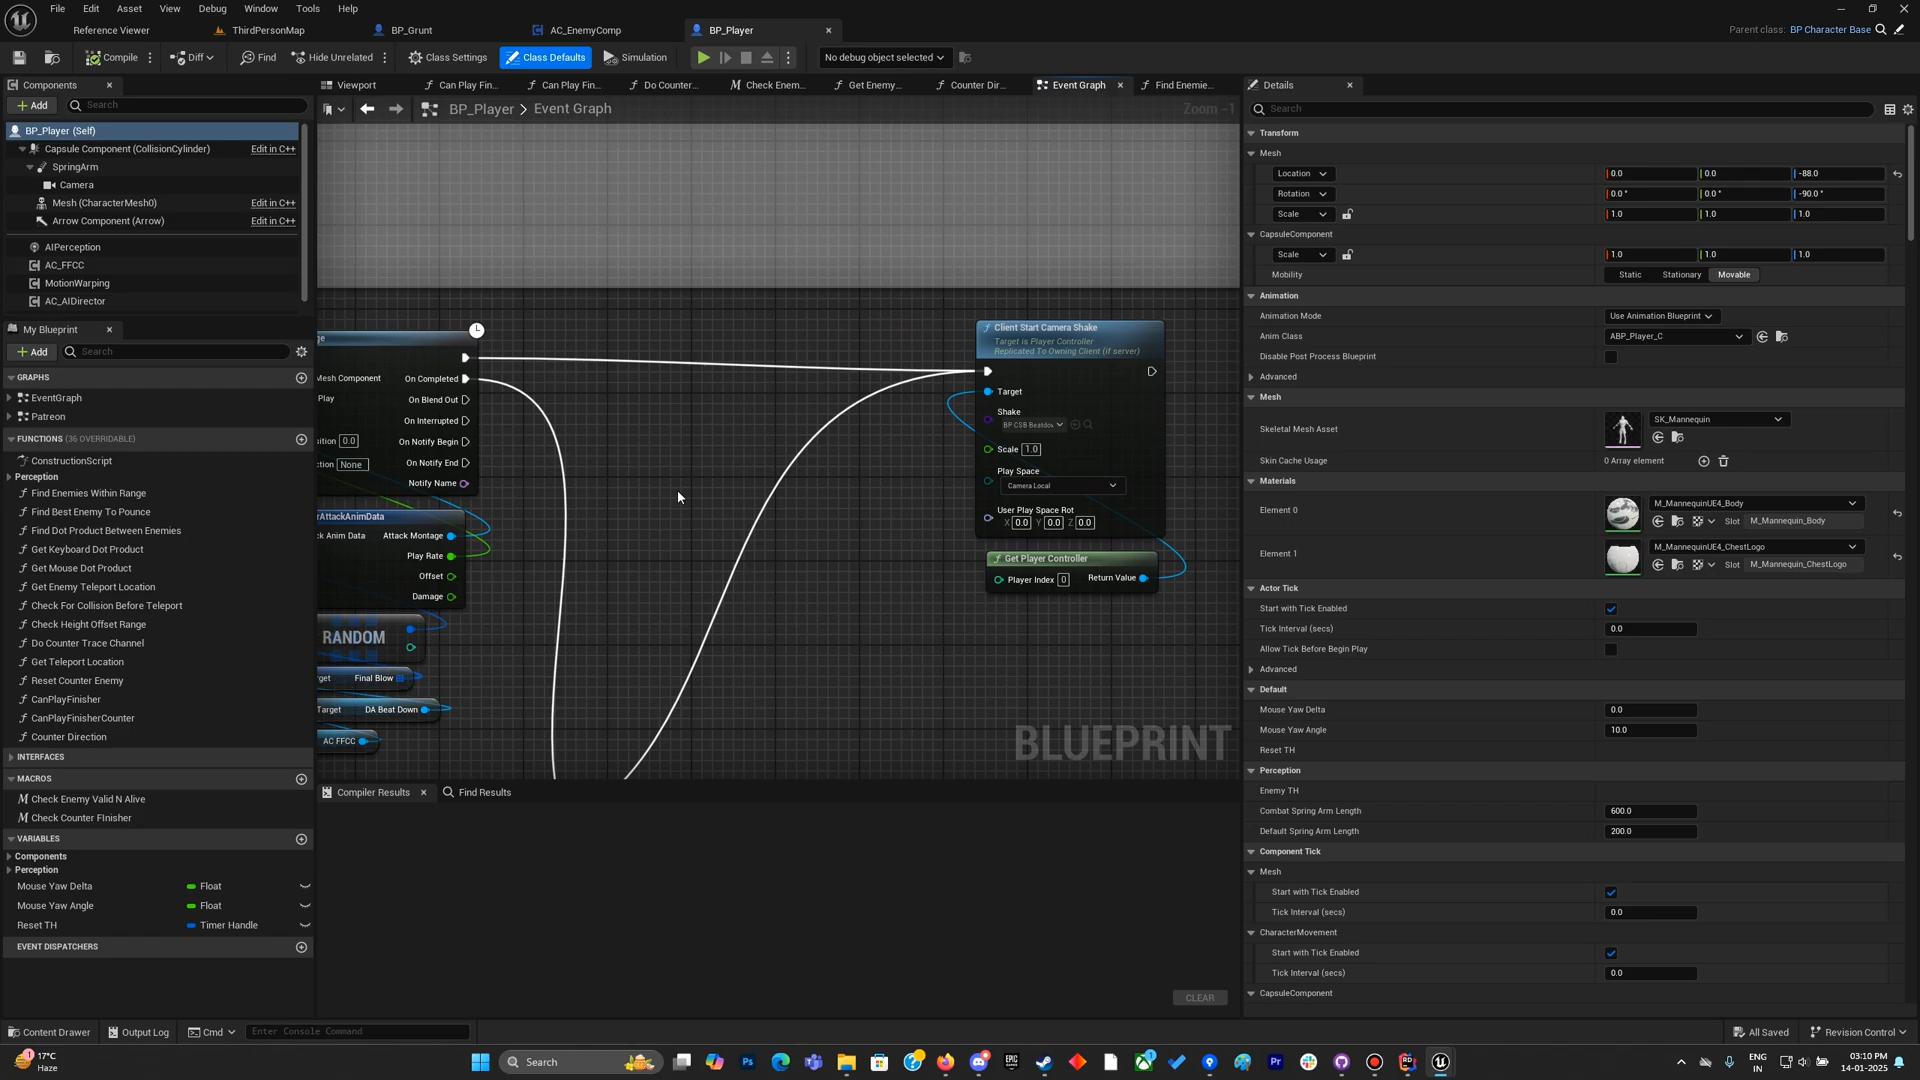 File Edit Asset View Debug Window Tools Help
Reference Viewer ThirdPersonMap BP_Grunt AC_EnemyComp BP_Player
Parent class: BP Character Base
Compile Diff Find Hide Unrelated Class Settings Class Defaults Simulation No debug object selected
Components
Add Search
BP_Player (Self)
Capsule Component (CollisionCylinder) Edit in C++
SpringArm
Camera
Mesh (CharacterMesh0) Edit in C++
Arrow Component (Arrow) Edit in C++
AIPerception
AC_FFCC
MotionWarping
AC_AIDirector
My Blueprint
Add Search
GRAPHS
EventGraph
Patreon
FUNCTIONS (36 OVERRIDABLE)
ConstructionScript
Perception
Find Enemies Within Range
Find Best Enemy To Pounce
Find Dot Product Between Enemies
Get Keyboard Dot Product
Get Mouse Dot Product
Get Enemy Teleport Location
Check For Collision Before Teleport
Check Height Offset Range
Do Counter Trace Channel
Get Teleport Location
Reset Counter Enemy
CanPlayFinisher
CanPlayFinisherCounter
Counter Direction
INTERFACES
MACROS
Check Enemy Valid N Alive
Check Counter FInisher
VARIABLES
Components
Perception
Mouse Yaw Delta Float
Mouse Yaw Angle Float
Reset TH Timer Handle
EVENT DISPATCHERS
Viewport Can Play Fin... Can Play Fin... Do Counter... Check Enem... Get Enemy... Counter Dir... Event Graph Find Enemie...
BP_Player > Event Graph
Zoom -1
ge
Mesh Component On Completed
Play On Blend Out
On Interrupted
sition 0.0 On Notify Begin
ction None On Notify End
Notify Name
rAttackAnimData
ck Anim Data Attack Montage
Play Rate
Offset
Damage
RANDOM
rget Final Blow
Target DA Beat Down
AC FFCC
Client Start Camera Shake
Target is Player Controller
Replicated To Owning Client (if server)
Target
Shake
BP CSB Beatdov
Scale 1.0
Play Space
Camera Local
User Play Space Rot
X 0.0 Y 0.0 Z 0.0
Get Player Controller
Player Index 0 Return Value
BLUEPRINT
Compiler Results Find Results
CLEAR
Details
Search
Transform
Mesh
Location 0.0 0.0 -88.0
Rotation 0.0 ° 0.0 ° -90.0 °
Scale 1.0 1.0 1.0
CapsuleComponent
Scale 1.0 1.0 1.0
Mobility Static Stationary Movable
Animation
Animation Mode Use Animation Blueprint
Anim Class ABP_Player_C
Disable Post Process Blueprint
Advanced
Mesh
Skeletal Mesh Asset SK_Mannequin
Skin Cache Usage 0 Array element
Materials
Element 0 M_MannequinUE4_Body
Slot M_Mannequin_Body
Element 1 M_MannequinUE4_ChestLogo
Slot M_Mannequin_ChestLogo
Actor Tick
Start with Tick Enabled
Tick Interval (secs) 0.0
Allow Tick Before Begin Play
Advanced
Default
Mouse Yaw Delta 0.0
Mouse Yaw Angle 10.0
Reset TH
Perception
Enemy TH
Combat Spring Arm Length 600.0
Default Spring Arm Length 200.0
Component Tick
Mesh
Start with Tick Enabled
Tick Interval (secs) 0.0
CharacterMovement
Start with Tick Enabled
Tick Interval (secs) 0.0
CapsuleComponent
Content Drawer Output Log Cmd Enter Console Command All Saved Revision Control
17°C
Haze
Search
ENG
IN
03:10 PM
14-01-2025